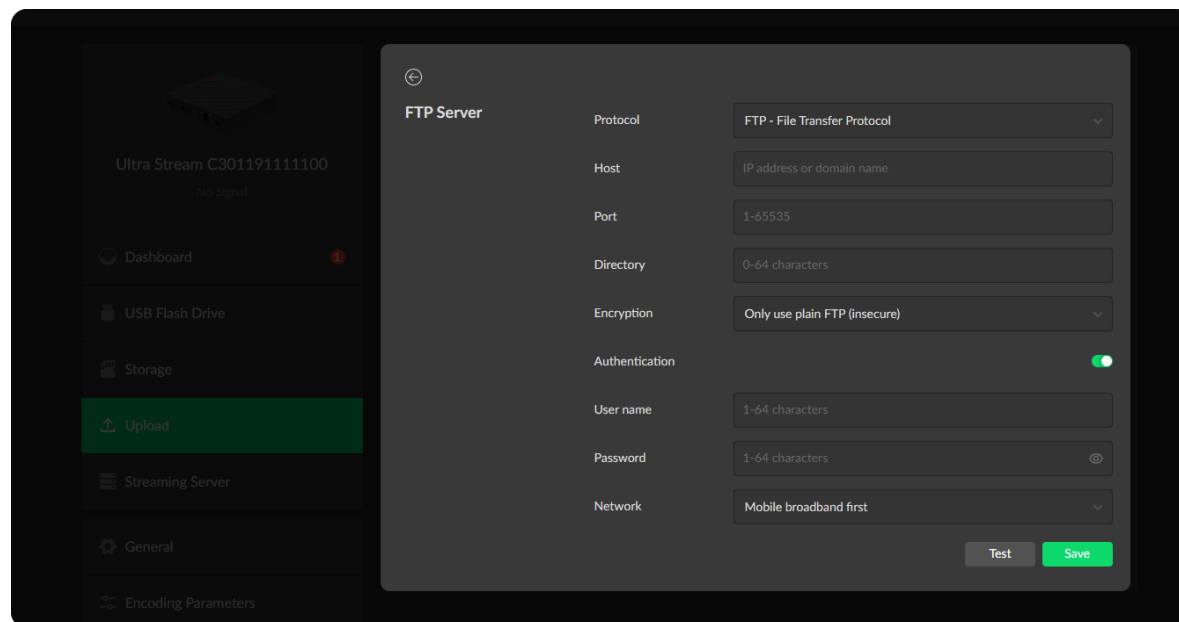 Ultra Stream C301191111100
No Signal
Dashboard
1
USB Flash Drive
Storage
Upload
Streaming Server
General
Encoding Parameters
FTP Server
Protocol
FTP - File Transfer Protocol
Host
IP address or domain name
Port
1-65535
Directory
0-64 characters
Encryption
Only use plain FTP (insecure)
Authentication
User name
1-64 characters
Password
1-64 characters
Network
Mobile broadband first
Test
Save